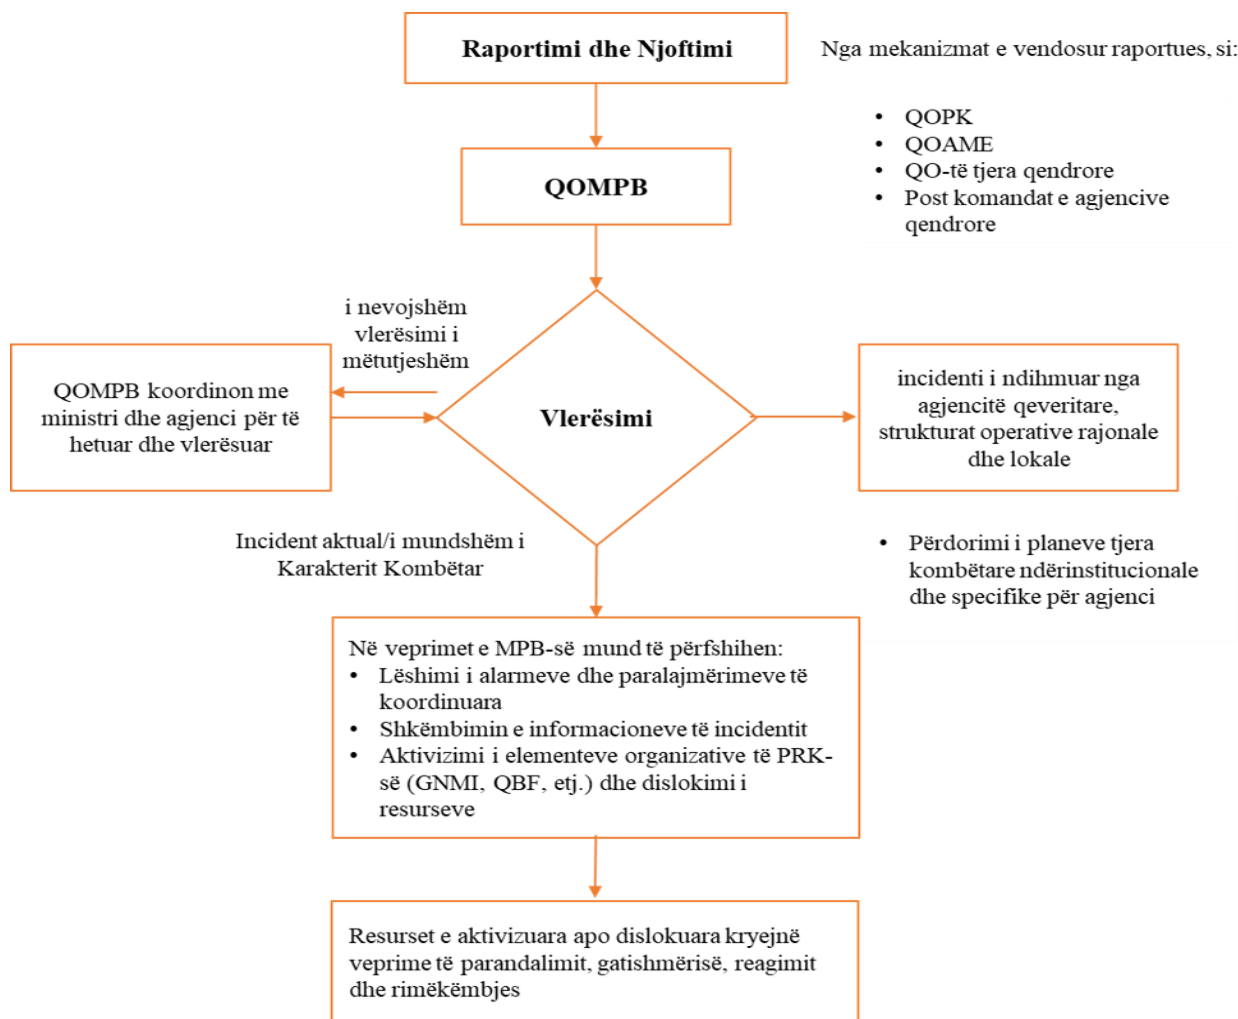 Raportimi dhe Njoftimi
Nga mekanizmat e vendosur raportues, si:
• QOPK
• QOAME
• QO-të tjera qendrore
• Post komandat e agjencive
qendrore
QOMPB
i nevojshëm
vlerësimi i
mëtutjeshëm
QOMPB koordinon me
ministri dhe agjenci për të
hetuar dhe vlerësuar
Vlerësimi
incidenti i ndihmuar nga
agjencitë qeveritare,
strukturat operative rajonale
dhe lokale
• Përdorimi i planeve tjera
kombëtare ndërinstitucionale
dhe specifike për agjenci
Incident aktual/i mundshëm i
Karakterit Kombëtar
Në veprimet e MPB-së mund të përfshihen:
• Lëshimi i alarmeve dhe paralajmërimeve të
koordinuara
• Shkëmbimin e informacioneve të incidentit
• Aktivizimi i elementeve organizative të PRK-
së (GNMI, QBF, etj.) dhe dislokimi i
resurseve
Resurset e aktivizuara apo dislokuara kryejnë
veprime të parandalimit, gatishmërisë, reagimit
dhe rimëkëmbjes